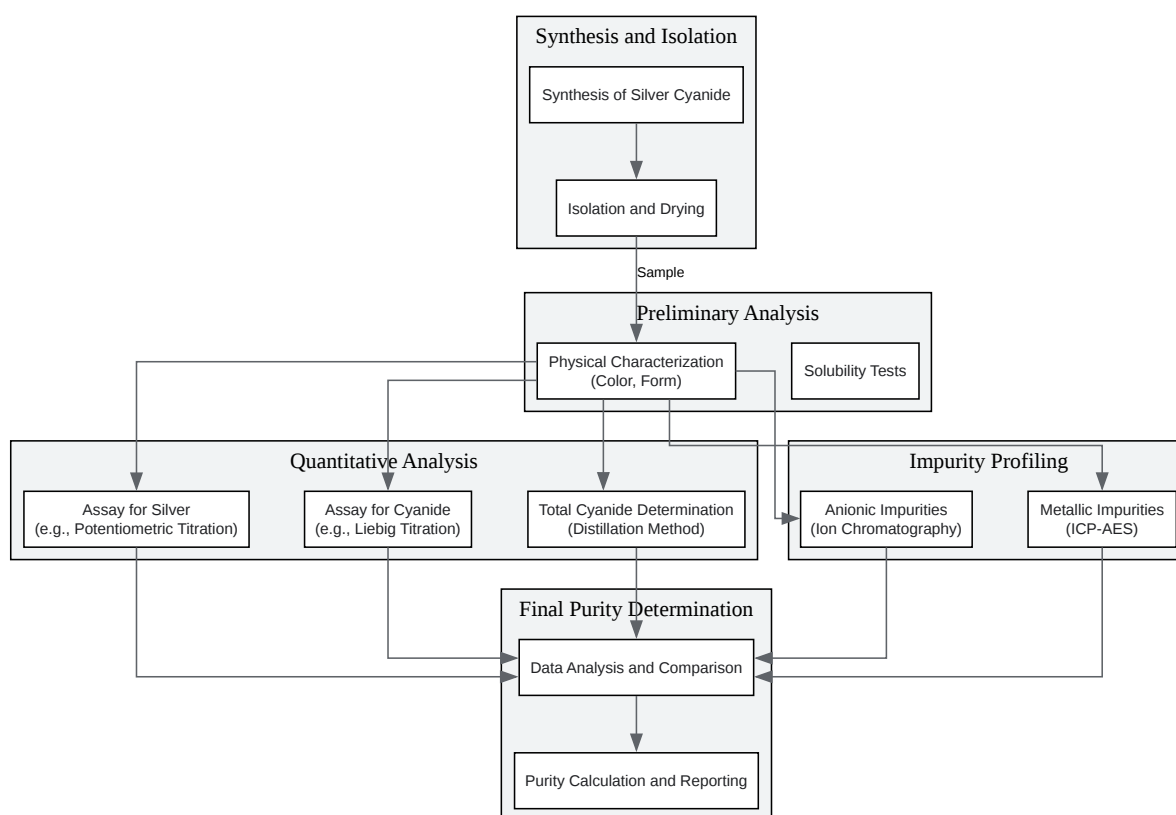 Synthesis and Isolation
Synthesis of Silver Cyanide
Isolation and Drying
Sample
Preliminary Analysis
Physical Characterization
(Color, Form)
Solubility Tests
Quantitative Analysis
Assay for Silver
(e.g., Potentiometric Titration)
Assay for Cyanide
(e.g., Liebig Titration)
Total Cyanide Determination
(Distillation Method)
Impurity Profiling
Anionic Impurities
(Ion Chromatography)
Metallic Impurities
(ICP-AES)
Final Purity Determination
Data Analysis and Comparison
Purity Calculation and Reporting